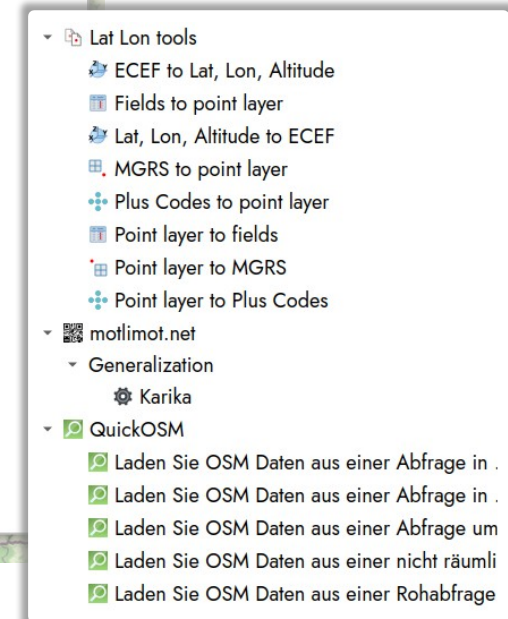 Lat Lon tools
ECEF to Lat, Lon, Altitude
Fields to point layer
Lat, Lon, Altitude to ECEF
MGRS to point layer
Plus Codes to point layer
Point layer to fields
Point layer to MGRS
Point layer to Plus Codes
motlimot.net
Generalization
Karika
QuickOSM
Laden Sie OSM Daten aus einer Abfrage in .
Laden Sie OSM Daten aus einer Abfrage in .
Laden Sie OSM Daten aus einer Abfrage um
Laden Sie OSM Daten aus einer nicht räumli
Laden Sie OSM Daten aus einer Rohabfrage